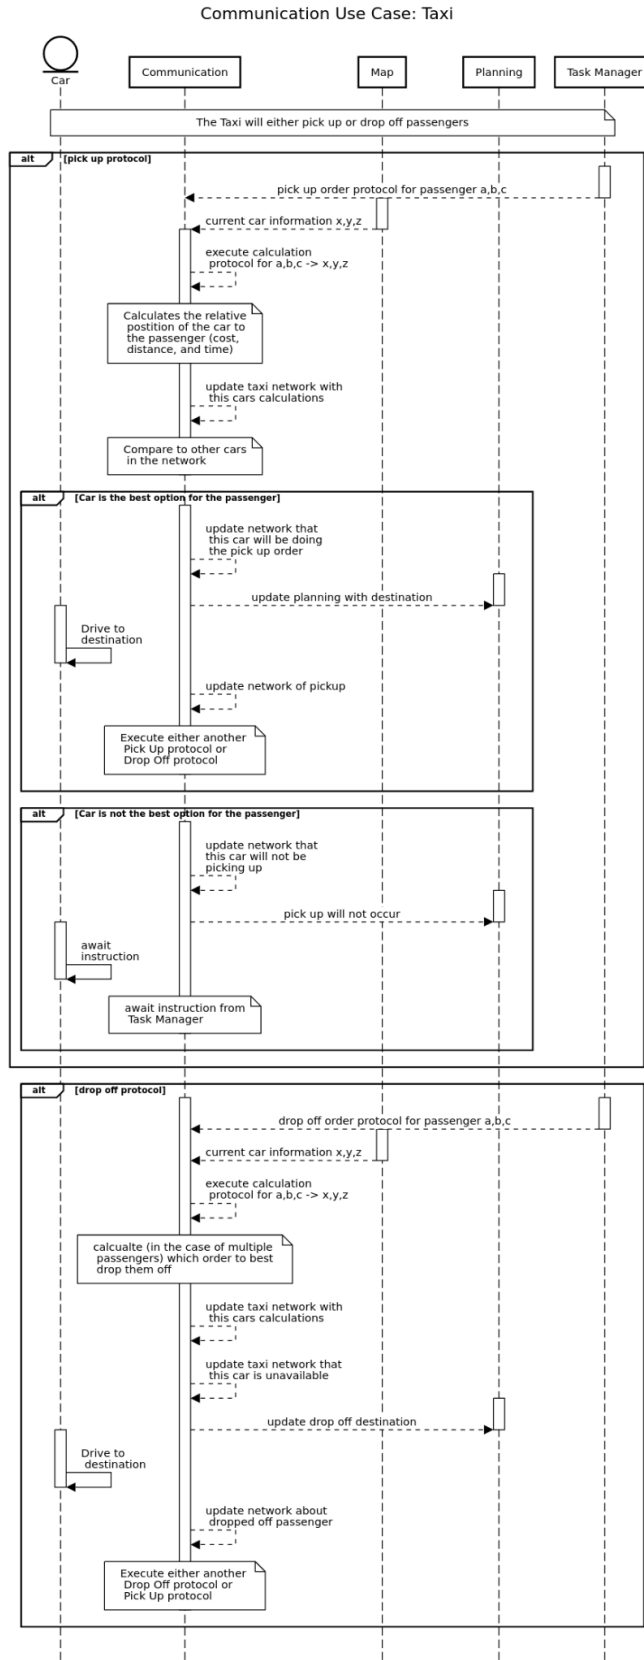 Communication Use Case: Taxi
Car
Communication
Map
Planning
Task Manager
The Taxi will either pick up or drop off passengers
alt
[pick up protocol]
pick up order protocol for passenger a,b,c
current car information x,y,z
execute calculation
protocol for a,b,c -> x,y,z
Calculates the relative
postition of the car to
the passenger (cost,
distance, and time)
update taxi network with
this cars calculations
Compare to other cars
in the network
alt
[Car is the best option for the passenger]
update network that
this car will be doing
the pick up order
update planning with destination
Drive to
destination
update network of pickup
Execute either another
Pick Up protocol or
Drop Off protocol
alt
[Car is not the best option for the passenger]
update network that
this car will not be
picking up
pick up will not occur
await
instruction
await instruction from
Task Manager
alt
[drop off protocol]
drop off order protocol for passenger a,b,c
current car information x,y,z
execute calculation
protocol for a,b,c -> x,y,z
calcualte (in the case of multiple
passengers) which order to best
drop them off
update taxi network with
this cars calculations
update taxi network that
this car is unavailable
update drop off destination
Drive to
destination
update network about
dropped off passenger
Execute either another
Drop Off protocol or
Pick Up protocol